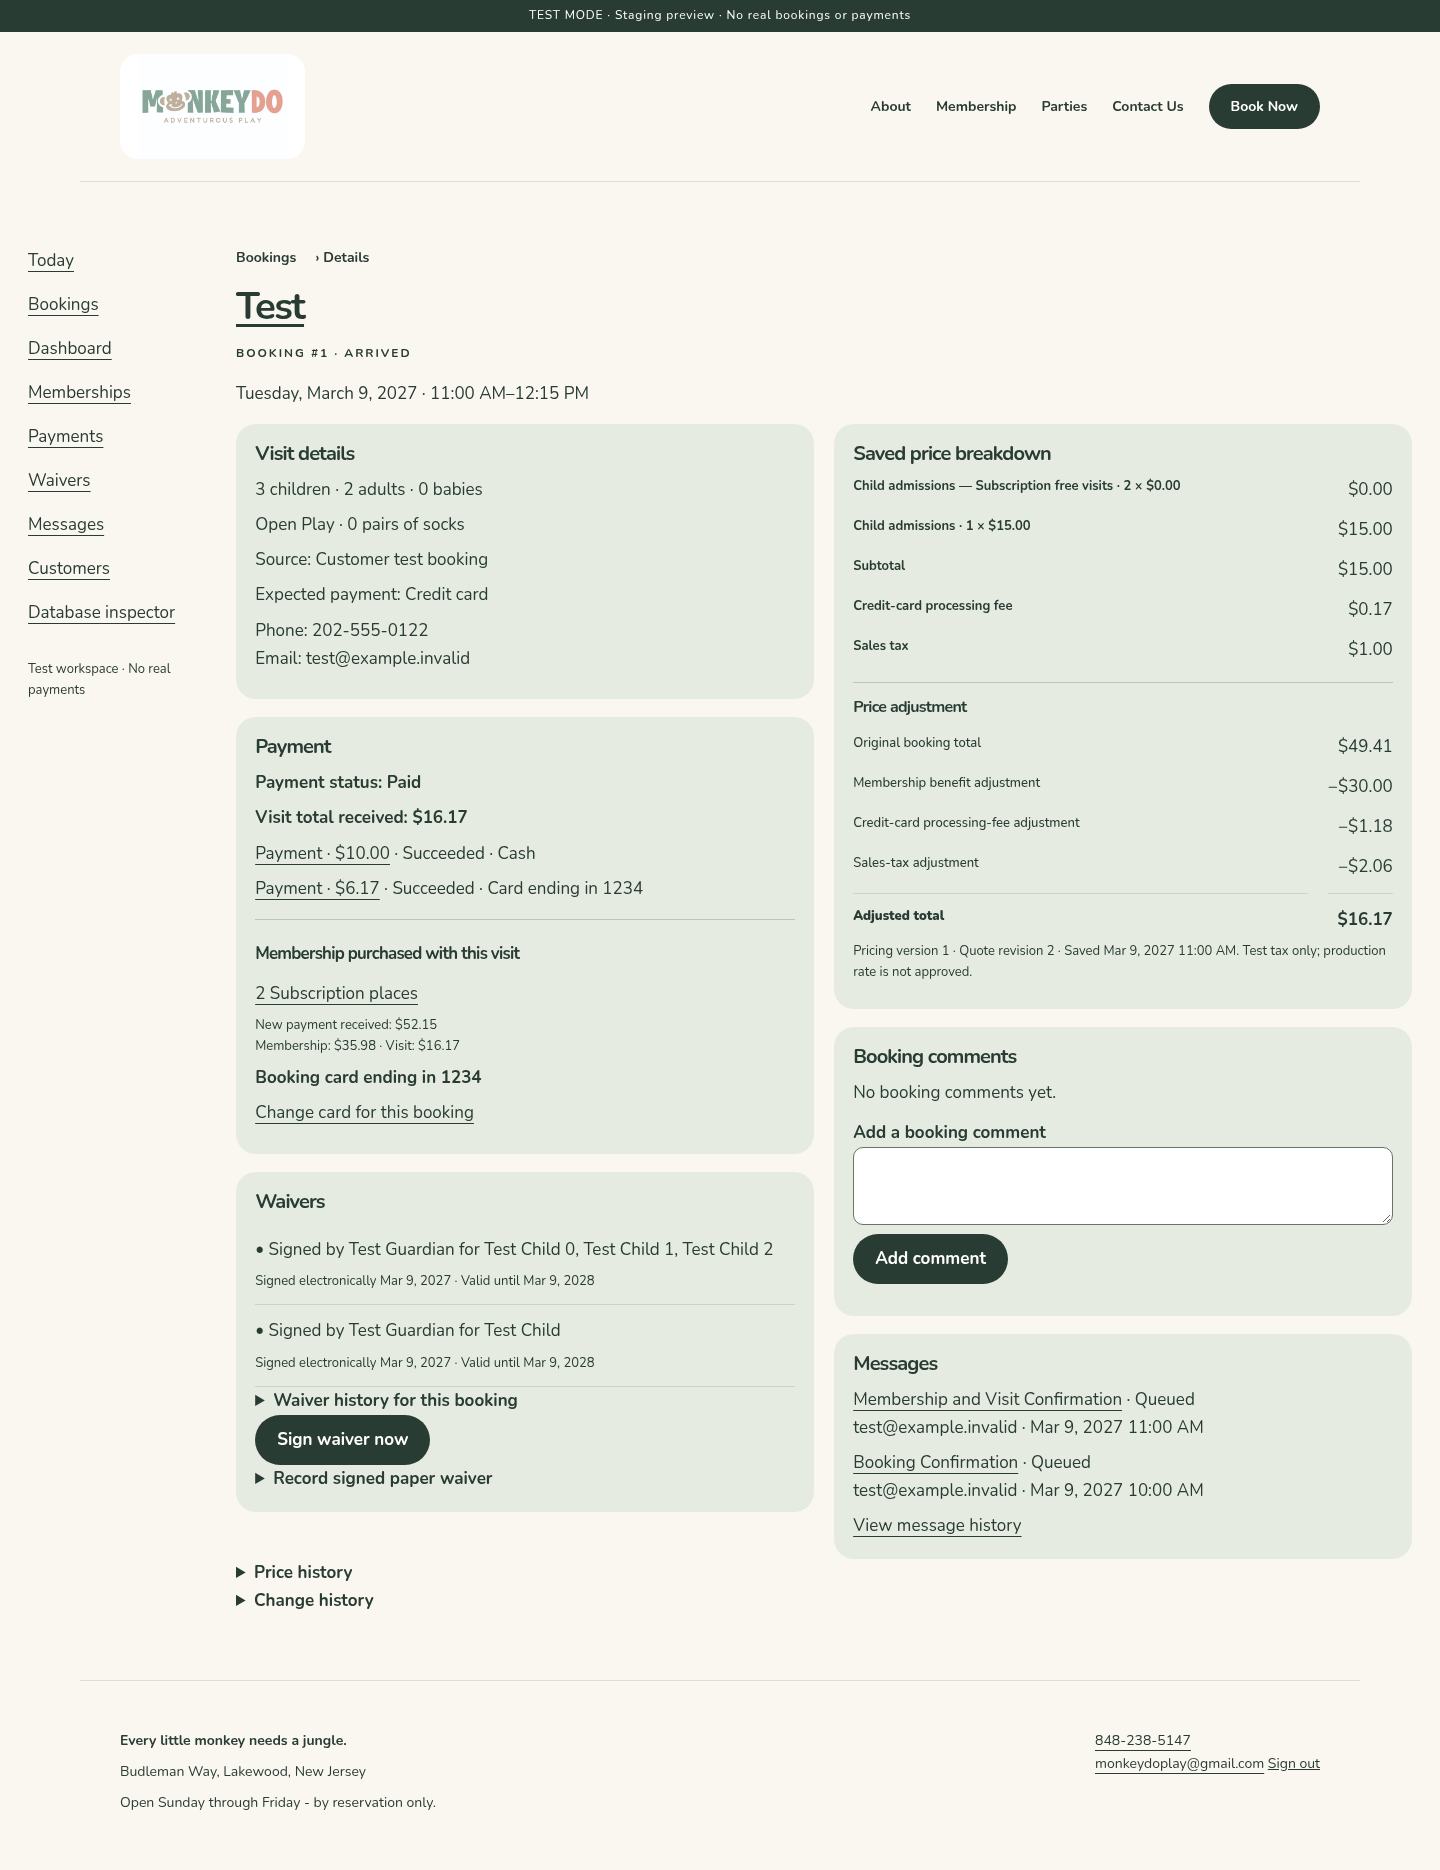 TEST MODE · Staging preview · No real bookings or payments
MONKEYDO
ADVENTUROUS PLAY
About Membership Parties Contact Us Book Now
Today
Bookings
Dashboard
Memberships
Payments
Waivers
Messages
Customers
Database inspector
Test workspace · No real
payments
Bookings › Details
Test
BOOKING #1 · ARRIVED
Tuesday, March 9, 2027 · 11:00 AM–12:15 PM
Visit details
3 children · 2 adults · 0 babies
Open Play · 0 pairs of socks
Source: Customer test booking
Expected payment: Credit card
Phone: 202-555-0122
Email: test@example.invalid
Payment
Payment status: Paid
Visit total received: $16.17
Payment · $10.00 · Succeeded · Cash
Payment · $6.17 · Succeeded · Card ending in 1234
Membership purchased with this visit
2 Subscription places
New payment received: $52.15
Membership: $35.98 · Visit: $16.17
Booking card ending in 1234
Change card for this booking
Waivers
• Signed by Test Guardian for Test Child 0, Test Child 1, Test Child 2
Signed electronically Mar 9, 2027 · Valid until Mar 9, 2028
• Signed by Test Guardian for Test Child
Signed electronically Mar 9, 2027 · Valid until Mar 9, 2028
▶ Waiver history for this booking
Sign waiver now
▶ Record signed paper waiver
Saved price breakdown
Child admissions — Subscription free visits · 2 × $0.00 $0.00
Child admissions · 1 × $15.00 $15.00
Subtotal $15.00
Credit-card processing fee $0.17
Sales tax $1.00
Price adjustment
Original booking total $49.41
Membership benefit adjustment −$30.00
Credit-card processing-fee adjustment −$1.18
Sales-tax adjustment −$2.06
Adjusted total $16.17
Pricing version 1 · Quote revision 2 · Saved Mar 9, 2027 11:00 AM. Test tax only; production
rate is not approved.
Booking comments
No booking comments yet.
Add a booking comment
Add comment
Messages
Membership and Visit Confirmation · Queued
test@example.invalid · Mar 9, 2027 11:00 AM
Booking Confirmation · Queued
test@example.invalid · Mar 9, 2027 10:00 AM
View message history
▶ Price history
▶ Change history
Every little monkey needs a jungle.
Budleman Way, Lakewood, New Jersey
Open Sunday through Friday - by reservation only.
848-238-5147
monkeydoplay@gmail.com Sign out